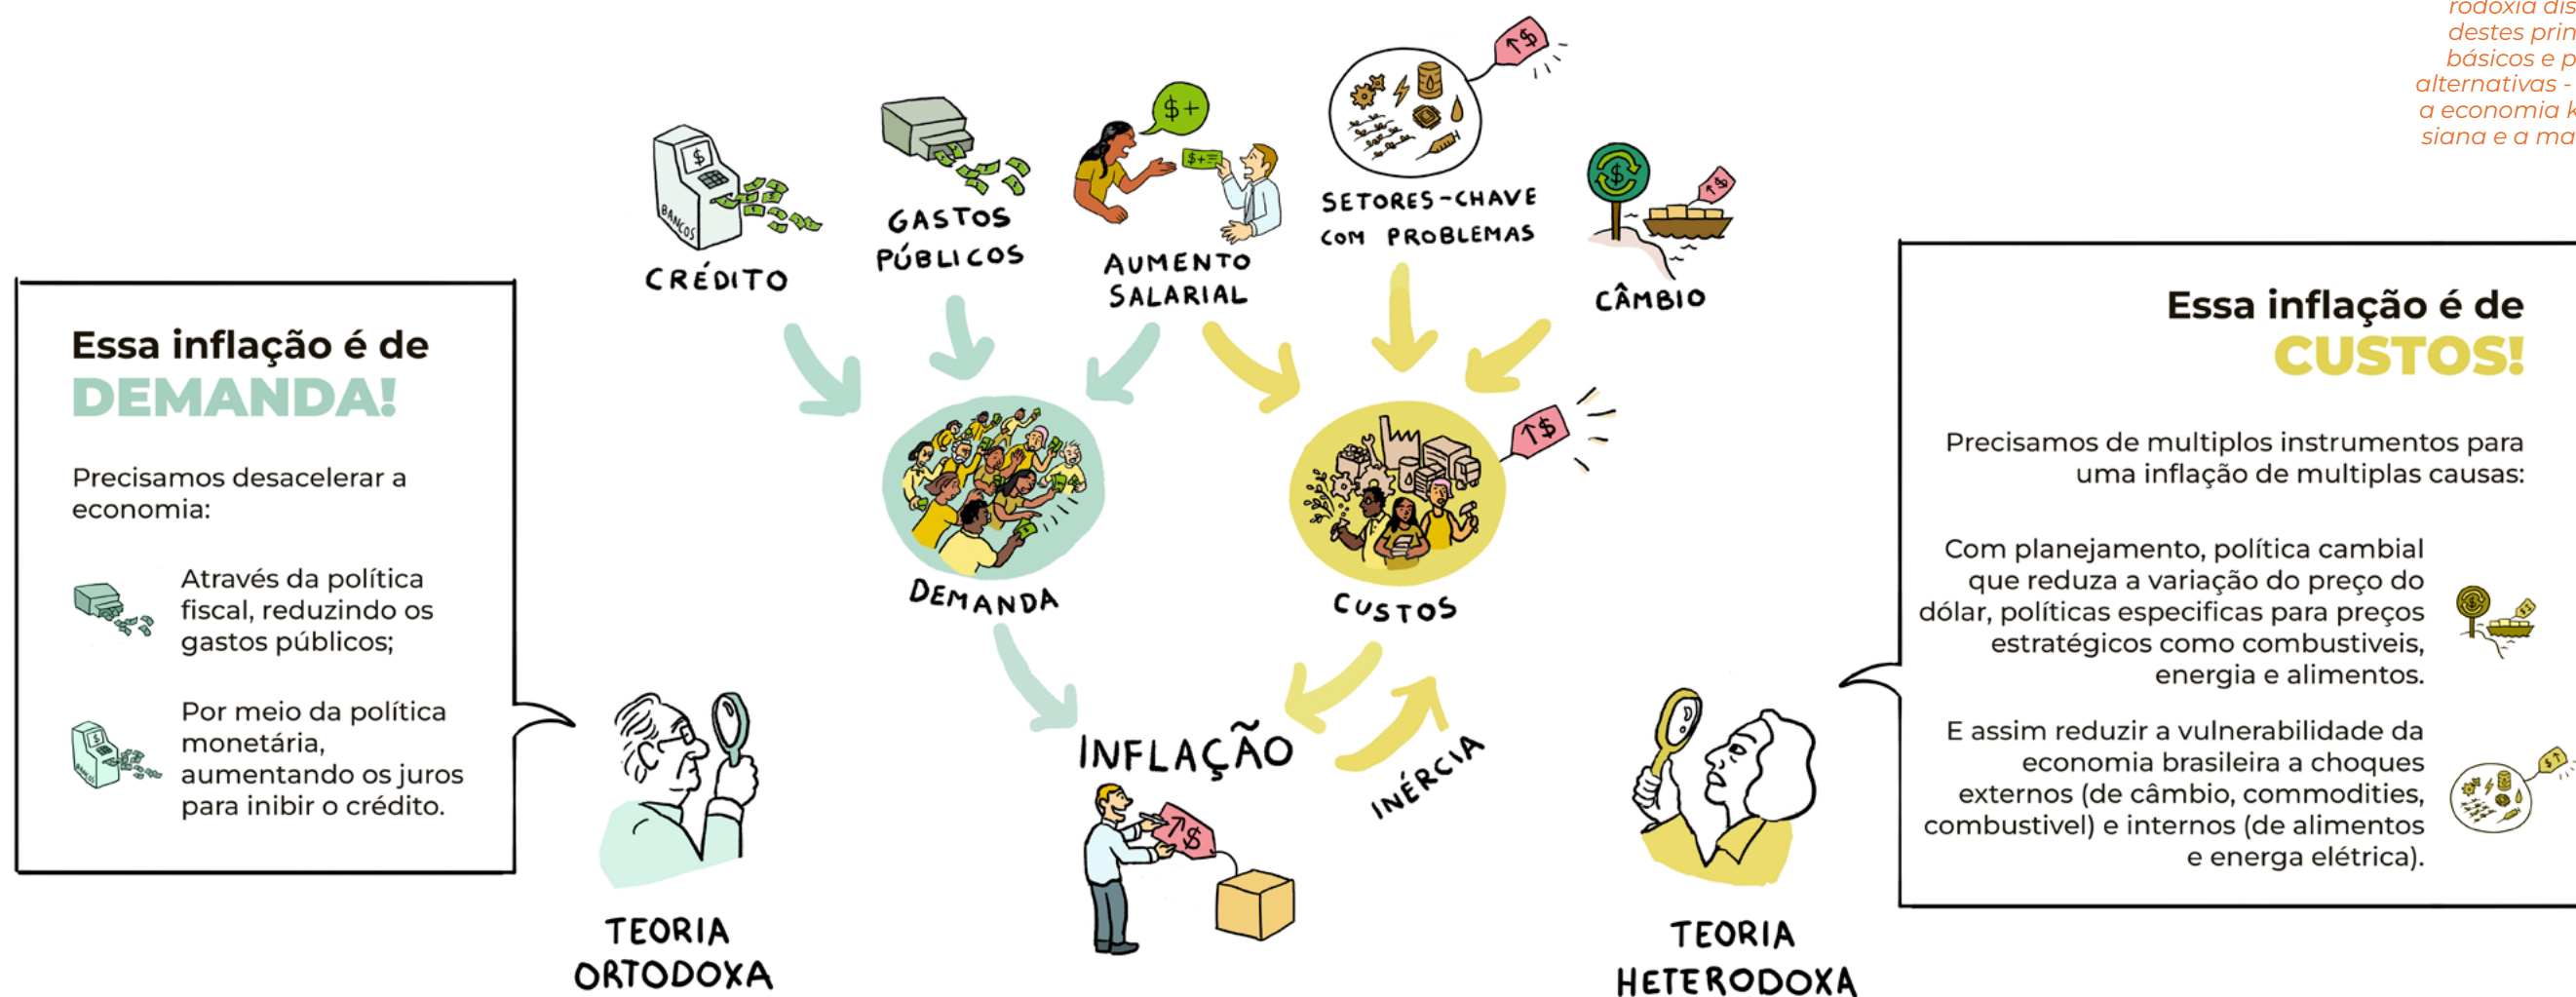 rodoxia dis
destes prin
básicos e p
alternativas -
a economia k
siana e a ma
$
BANCOS
CRÉDITO
GASTOS
PÚBLICOS
$+
$+
AUMENTO
SALARIAL
↑$
SETORES-CHAVE
COM PROBLEMAS
$
↑$
CÂMBIO
Essa inflação é de
DEMANDA!
Precisamos desacelerar a
economia:
Através da política
fiscal, reduzindo os
gastos públicos;
Por meio da política
monetária,
aumentando os juros
para inibir o crédito.
DEMANDA
↑$
CUSTOS
INFLAÇÃO
INÉRCIA
↑$
TEORIA
ORTODOXA
TEORIA
HETERODOXA
Essa inflação é de
CUSTOS!
Precisamos de multiplos instrumentos para
uma inflação de multiplas causas:
Com planejamento, política cambial
que reduza a variação do preço do
dólar, políticas especificas para preços
estratégicos como combustiveis,
energia e alimentos.
E assim reduzir a vulnerabilidade da
economia brasileira a choques
externos (de câmbio, commodities,
combustivel) e internos (de alimentos
e energa elétrica).